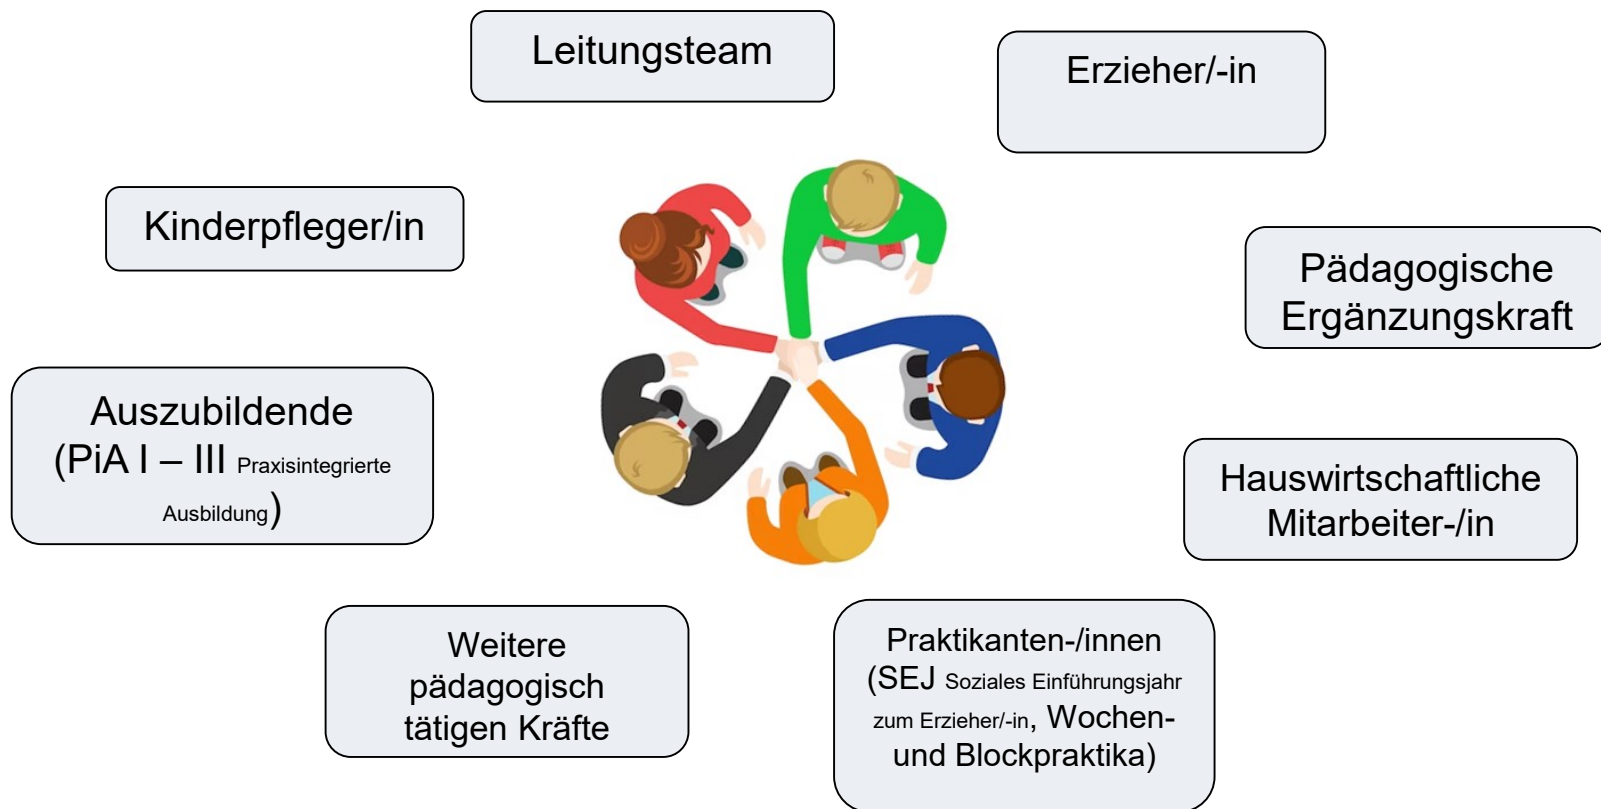 Leitungsteam
Erzieher/-in
Kinderpfleger/in
Pädagogische
Ergänzungskraft
Auszubildende
(PiA I – III Praxisintegrierte
Ausbildung)
Hauswirtschaftliche
Mitarbeiter-/in
Weitere
pädagogisch
tätigen Kräfte
Praktikanten-/innen
(SEJ Soziales Einführungsjahr
zum Erzieher/-in, Wochen-
und Blockpraktika)